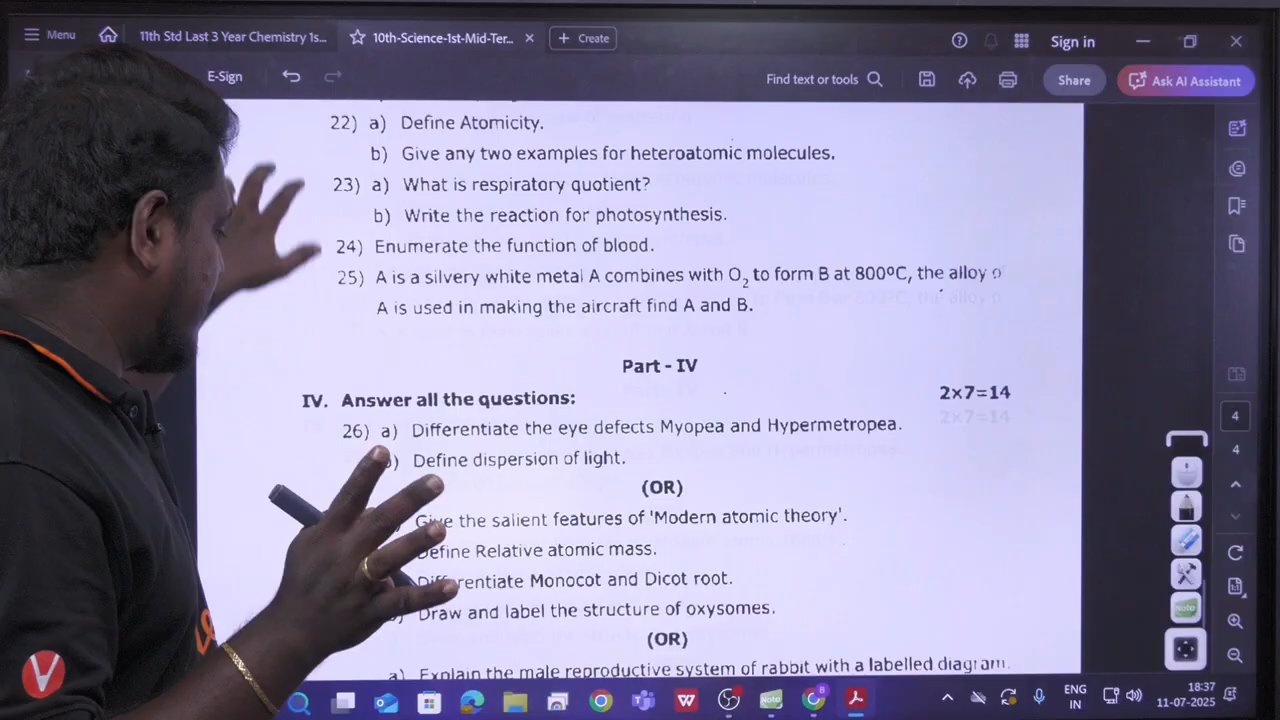 Menu
11th Std Last 3 Year Chemistry 1s...
10th-Science-1st-Mid-Ter...
Create
Sign in
E-Sign
Find text or tools
Share
Ask AI Assistant
22) a) Define Atomicity.
b) Give any two examples for heteroatomic molecules.
23) a) What is respiratory quotient?
b) Write the reaction for photosynthesis.
24) Enumerate the function of blood.
25) A is a silvery white metal A combines with O₂ to form B at 800ºC, the alloy o
A is used in making the aircraft find A and B.
Part - IV
IV. Answer all the questions: 2×7=14
26) a) Differentiate the eye defects Myopea and Hypermetropea.
b) Define dispersion of light.
(OR)
Give the salient features of 'Modern atomic theory'.
Define Relative atomic mass.
Differentiate Monocot and Dicot root.
Draw and label the structure of oxysomes.
(OR)
a) Explain the male reproductive system of rabbit with a labelled diagram.
4
4
Note
V
ENG
IN
18:37
11-07-2025